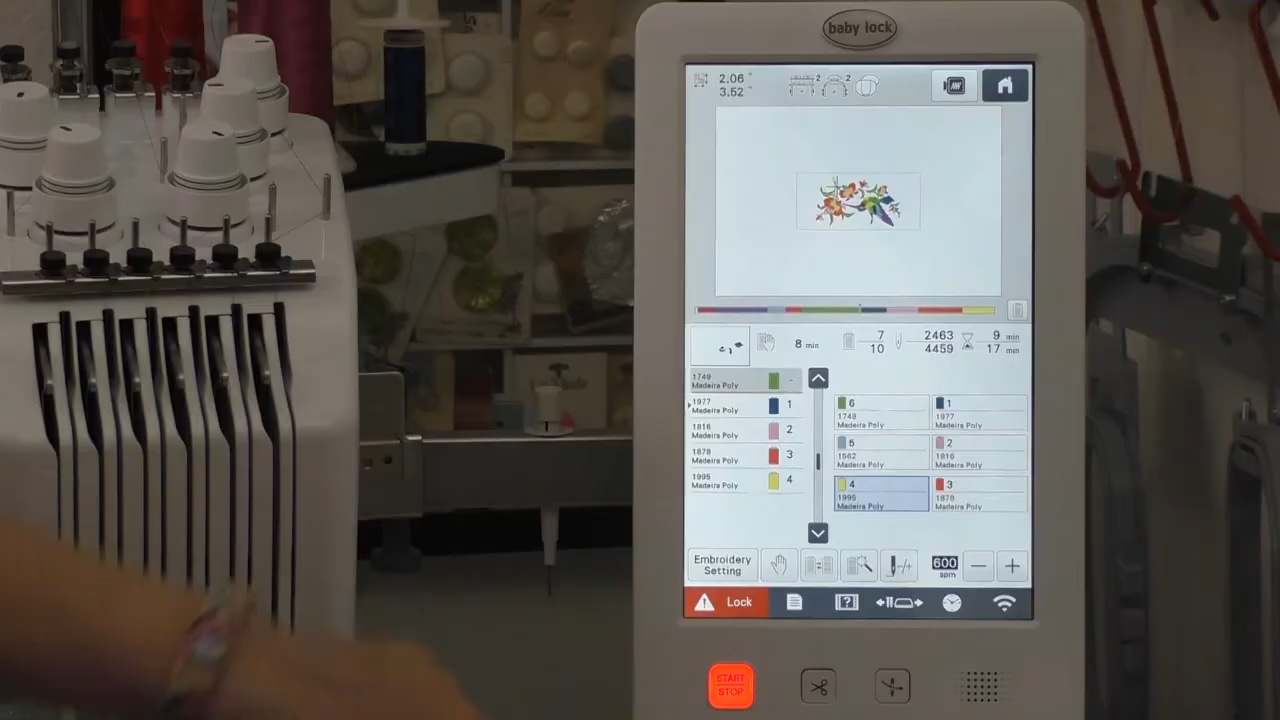 baby lock
2.06 "
3.52 "
2 2
8 min
7
10
2463
4459
9 min
17 min
1749
Madeira Poly
-
1977
Madeira Poly
1
1816
Madeira Poly
2
1878
Madeira Poly
3
1995
Madeira Poly
4
6
1749
Madeira Poly
1
1977
Madeira Poly
5
1562
Madeira Poly
2
1816
Madeira Poly
4
1995
Madeira Poly
3
1878
Madeira Poly
Embroidery
Setting
600
spm
Lock
START
STOP